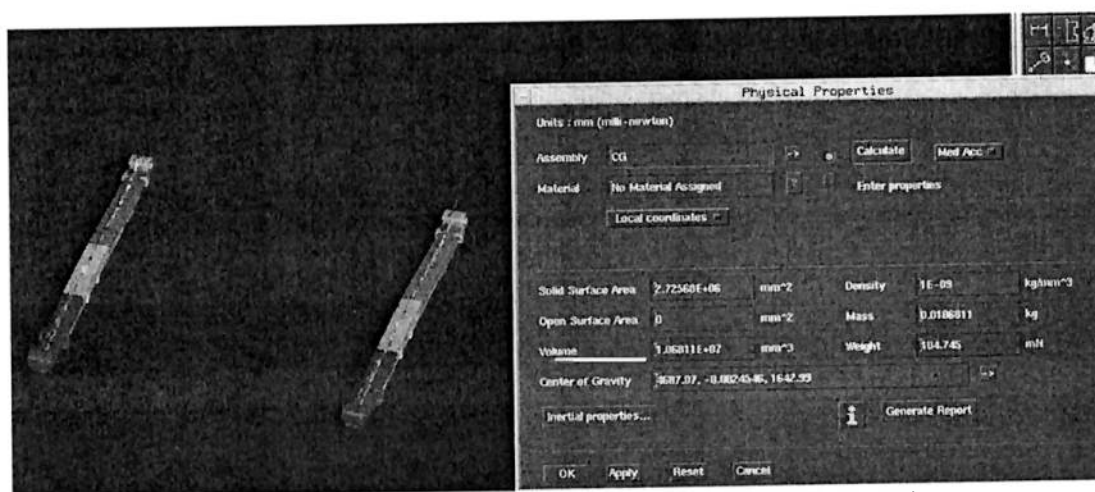 Physical Properties
Units : mm (milli-newton)
Assembly CG -> Calculate Med Acc
Material No Material Assigned ? Enter properties
Local coordinates
Solid Surface Area 2.72568E+06 mm^2 Density 1E-09 kg/mm^3
Open Surface Area 0 mm^2 Mass 0.0106811 kg
Volume 1.06811E+07 mm^3 Weight 104.745 mN
Center of Gravity 4687.07, -0.0024546, 1642.99 ->
Inertial properties... i Generate Report
OK Apply Reset Cancel